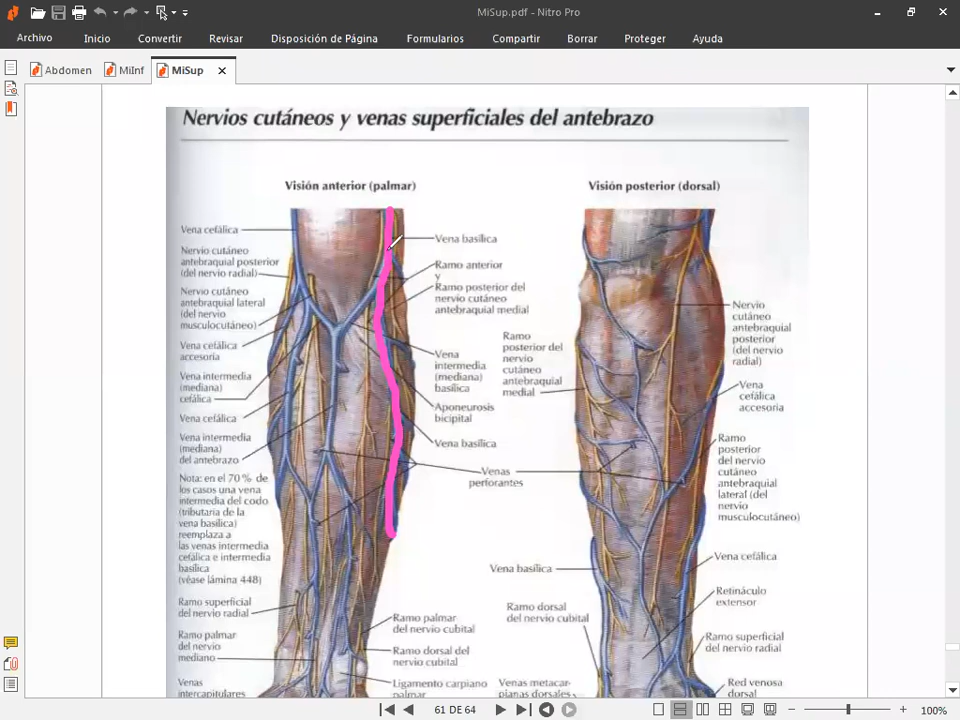 MiSup.pdf - Nitro Pro
Archivo
Inicio
Convertir
Revisar
Disposición de Página
Formularios
Compartir
Borrar
Proteger
Ayuda
Abdomen
MiInf
MiSup
Nervios cutáneos y venas superficiales del antebrazo
Visión anterior (palmar)
Visión posterior (dorsal)
Vena cefálica
Nervio cutáneo
antebraquial posterior
(del nervio radial)
Nervio cutáneo
antebraquial lateral
(del nervio
musculocutáneo)
Vena cefálica
accesoria
Vena intermedia
(mediana)
cefálica
Vena cefálica
Vena intermedia
(mediana)
del antebrazo
Nota: en el 70% de
los casos una vena
intermedia del codo
(tributaria de la
vena basílica)
reemplaza a
las venas intermedia
cefálica e intermedia
basílica
(véase lámina 448)
Ramo superficial
del nervio radial
Ramo palmar
del nervio
mediano
Venas
intercapitulares
Vena basílica
Ramo anterior
y
Ramo posterior del
nervio cutáneo
antebraquial medial
Vena
intermedia
(mediana)
basílica
Aponeurosis
bicipital
Vena basílica
Venas
perforantes
Ramo palmar
del nervio cubital
Ramo dorsal del
nervio cubital
Ligamento carpiano
palmar
Ramo
posterior del
nervio
cutáneo
antebraquial
medial
Vena basílica
Ramo dorsal del
nervio cubital
Venas metacar-
pianas dorsales
Nervio
cutáneo
antebraquial
posterior
(del nervio
radial)
Vena
cefálica
accesoria
Ramo
posterior
del nervio
cutáneo
antebraquial
lateral (del
nervio
musculocutáneo)
Vena cefálica
Retináculo
extensor
Ramo superficial
del nervio radial
Red venosa
dorsal
61 DE 64
100%